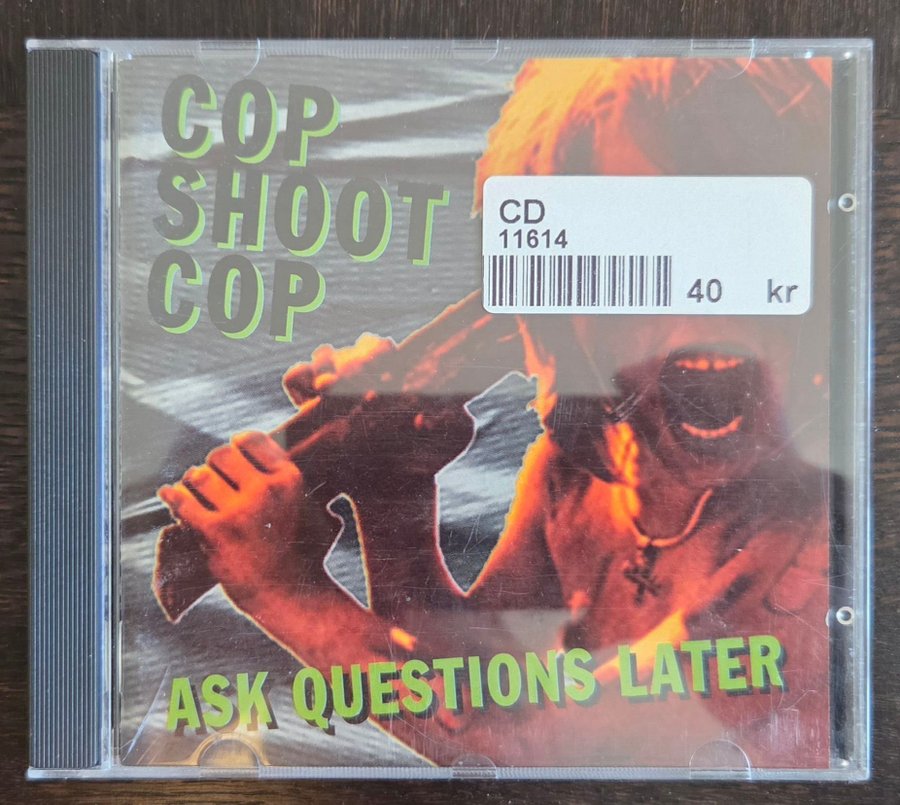 COP
SHOOT
COP
CD
11614
40 kr
ASK QUESTIONS LATER